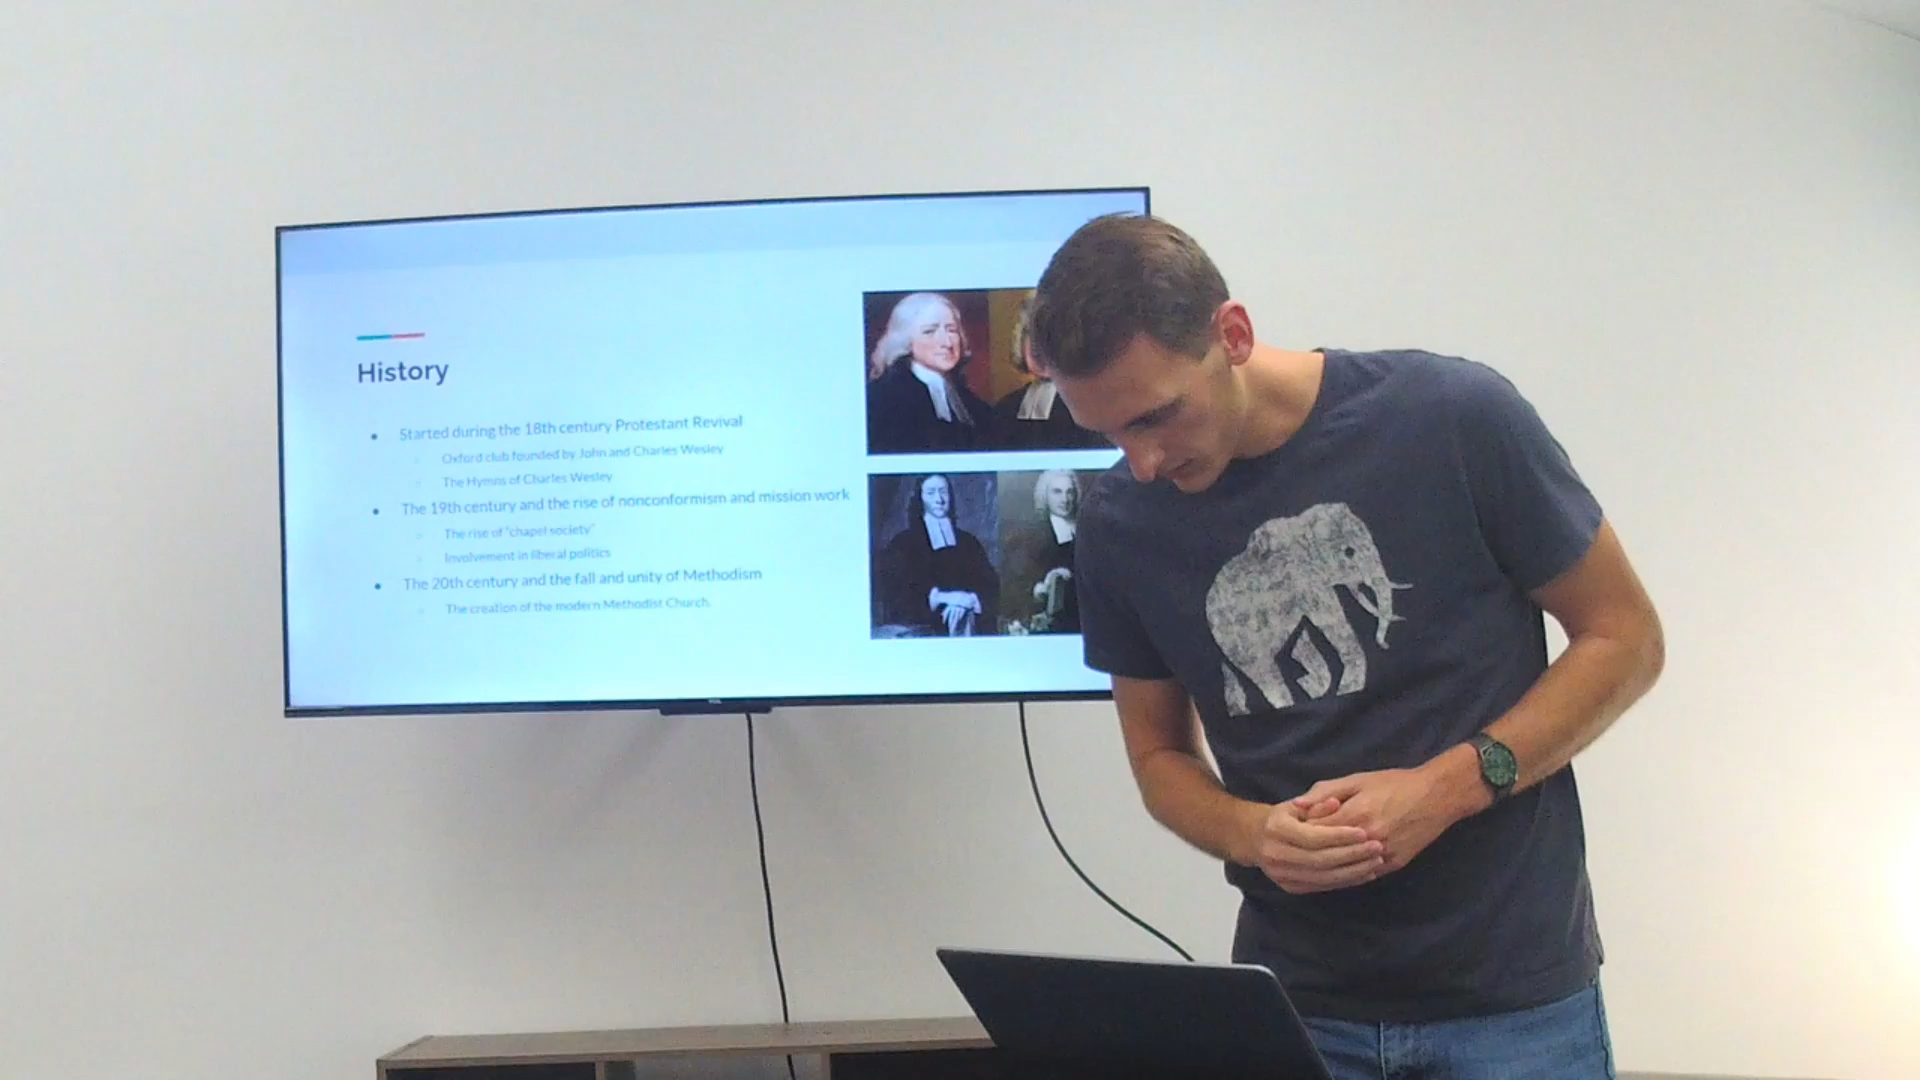 History
Started during the 18th century Protestant Revival
Oxford club founded by John and Charles Wesley
The Hymns of Charles Wesley
The 19th century and the rise of nonconformism and mission work
The rise of "chapel society"
Involvement in liberal politics
The 20th century and the fall and unity of Methodism
The creation of the modern Methodist Church.